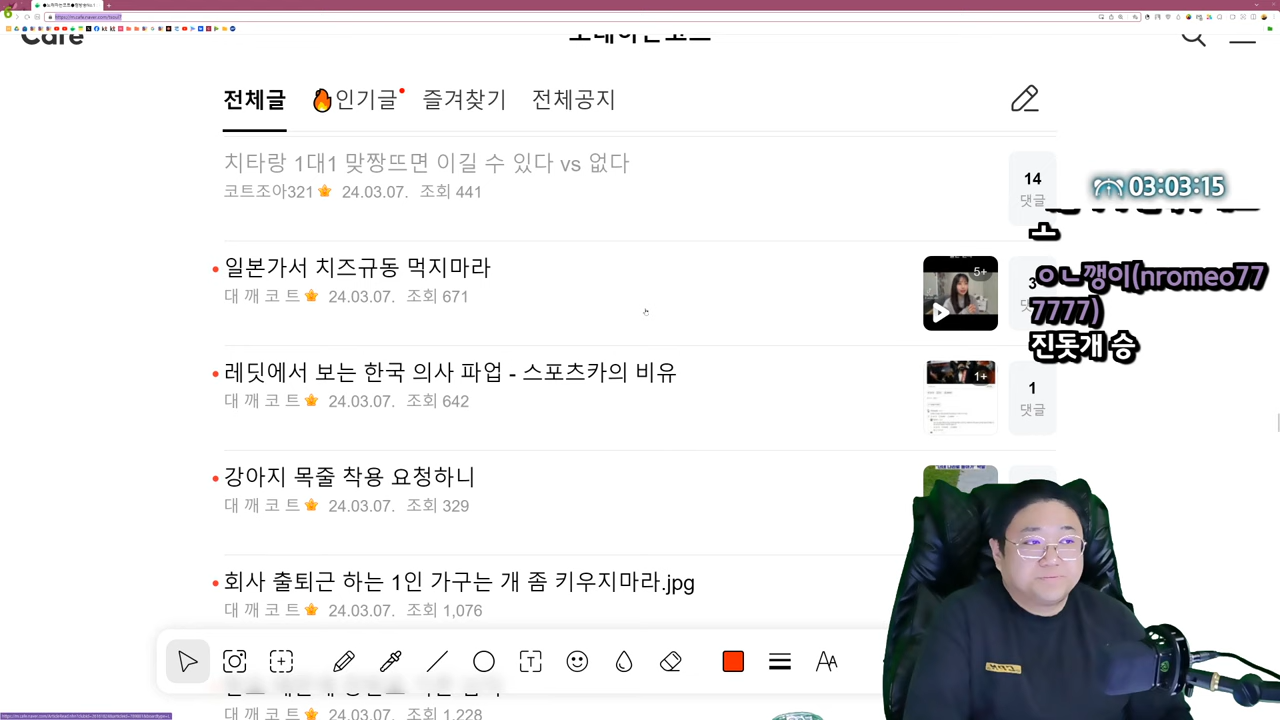 Cafe
전체글
인기글
즐겨찾기
전체공지
치타랑 1대1 맞짱뜨면 이길 수 있다 vs 없다
코트조아321 24.03.07. 조회 441
14
댓글
03:03:15
소
ㅇㄴ깽이(nromeo77
7777)
진돗개 승
일본가서 치즈규동 먹지마라
대 깨 코 트 24.03.07. 조회 671
5+
3
레딧에서 보는 한국 의사 파업 - 스포츠카의 비유
대 깨 코 트 24.03.07. 조회 642
1+
1
댓글
강아지 목줄 착용 요청하니
대 깨 코 트 24.03.07. 조회 329
회사 출퇴근 하는 1인 가구는 개 좀 키우지마라.jpg
대 깨 코 트 24.03.07. 조회 1,076
대 깨 코 트 24.03.07. 조회 1,228